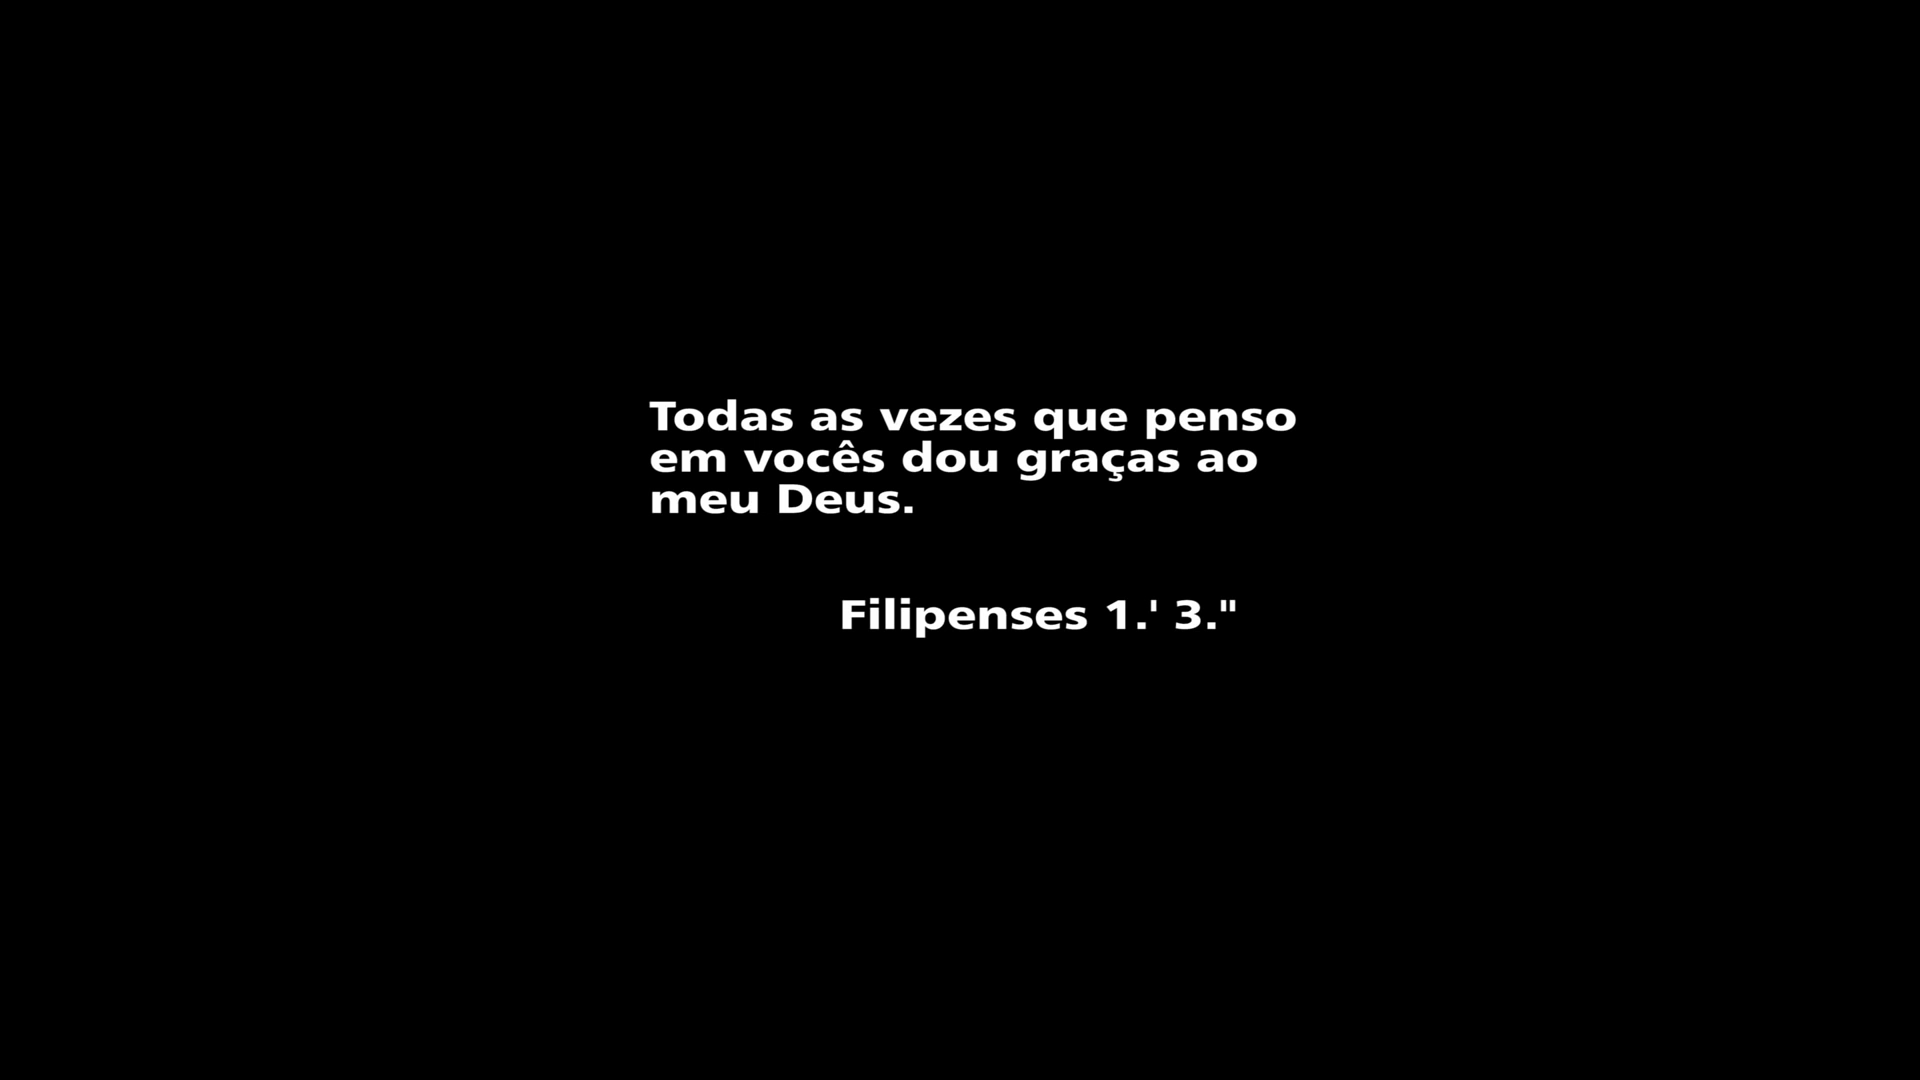 Todas as vezes que penso
em vocês dou graças ao
meu Deus.
Filipenses 1.' 3."